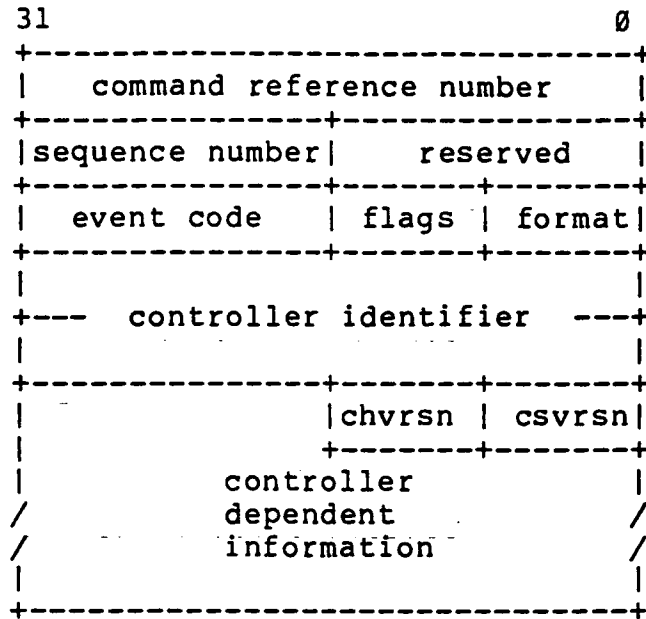 31 0
command reference number
sequence number reserved
event code flags format
controller identifier
chvrsn csvrsn
controller
dependent
information